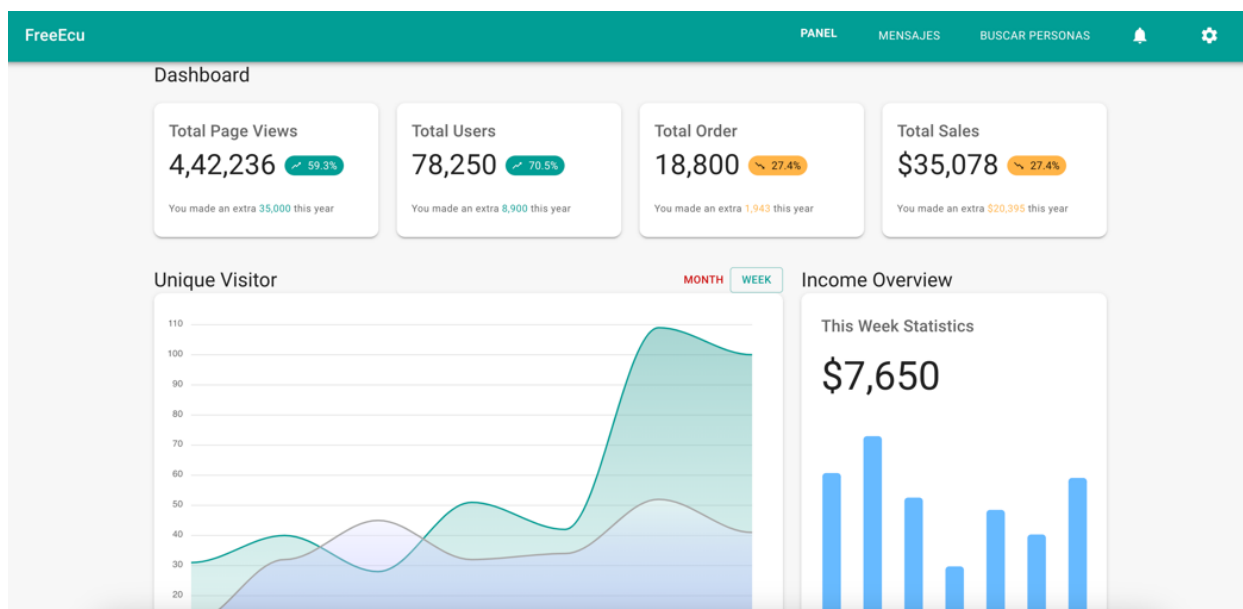 FreeEcu
PANEL
MENSAJES
BUSCAR PERSONAS
Dashboard
Total Page Views
4,42,236
59.3%
You made an extra 35,000 this year
Total Users
78,250
70.5%
You made an extra 8,900 this year
Total Order
18,800
27.4%
You made an extra 1,943 this year
Total Sales
$35,078
27.4%
You made an extra $20,395 this year
Unique Visitor
MONTH
WEEK
110
100
90
80
70
60
50
40
30
20
Income Overview
This Week Statistics
$7,650